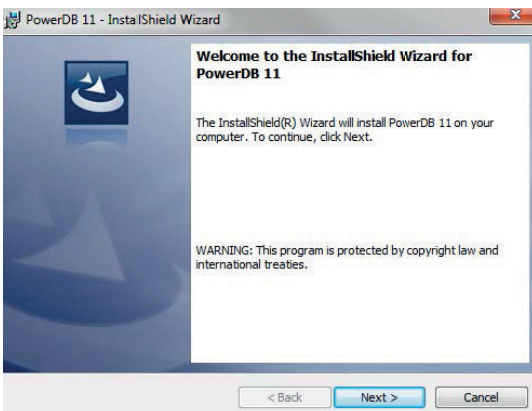 PowerDB 11 - InstallShield Wizard
Welcome to the InstallShield Wizard for
PowerDB 11
The InstallShield(R) Wizard will install PowerDB 11 on your
computer. To continue, click Next.
WARNING: This program is protected by copyright law and
international treaties.
< Back
Next >
Cancel